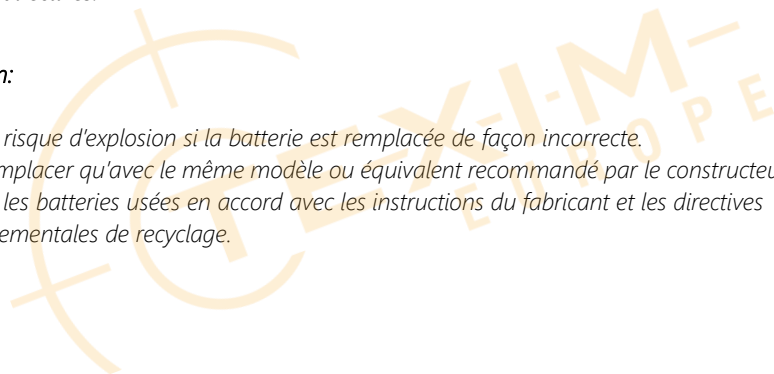 n:
risque d'explosion si la batterie est remplacée de façon incorrecte.
mplacer qu'avec le même modèle ou équivalent recommandé par le constructeu
les batteries usées en accord avec les instructions du fabricant et les directives
ementales de recyclage.
TEXIM
EUROPE